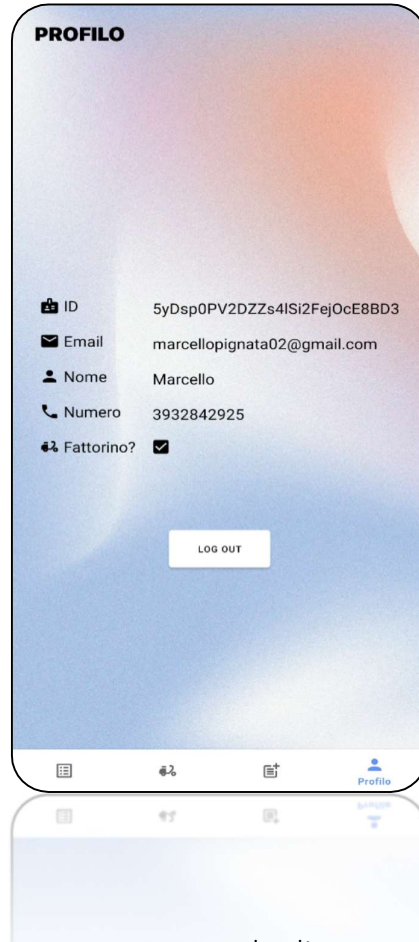 PROFILO
ID 5yDsp0PV2DZZs4lSi2FejOcE8BD3
Email marcellopignata02@gmail.com
Nome Marcello
Numero 3932842925
Fattorino?
LOG OUT
Profilo